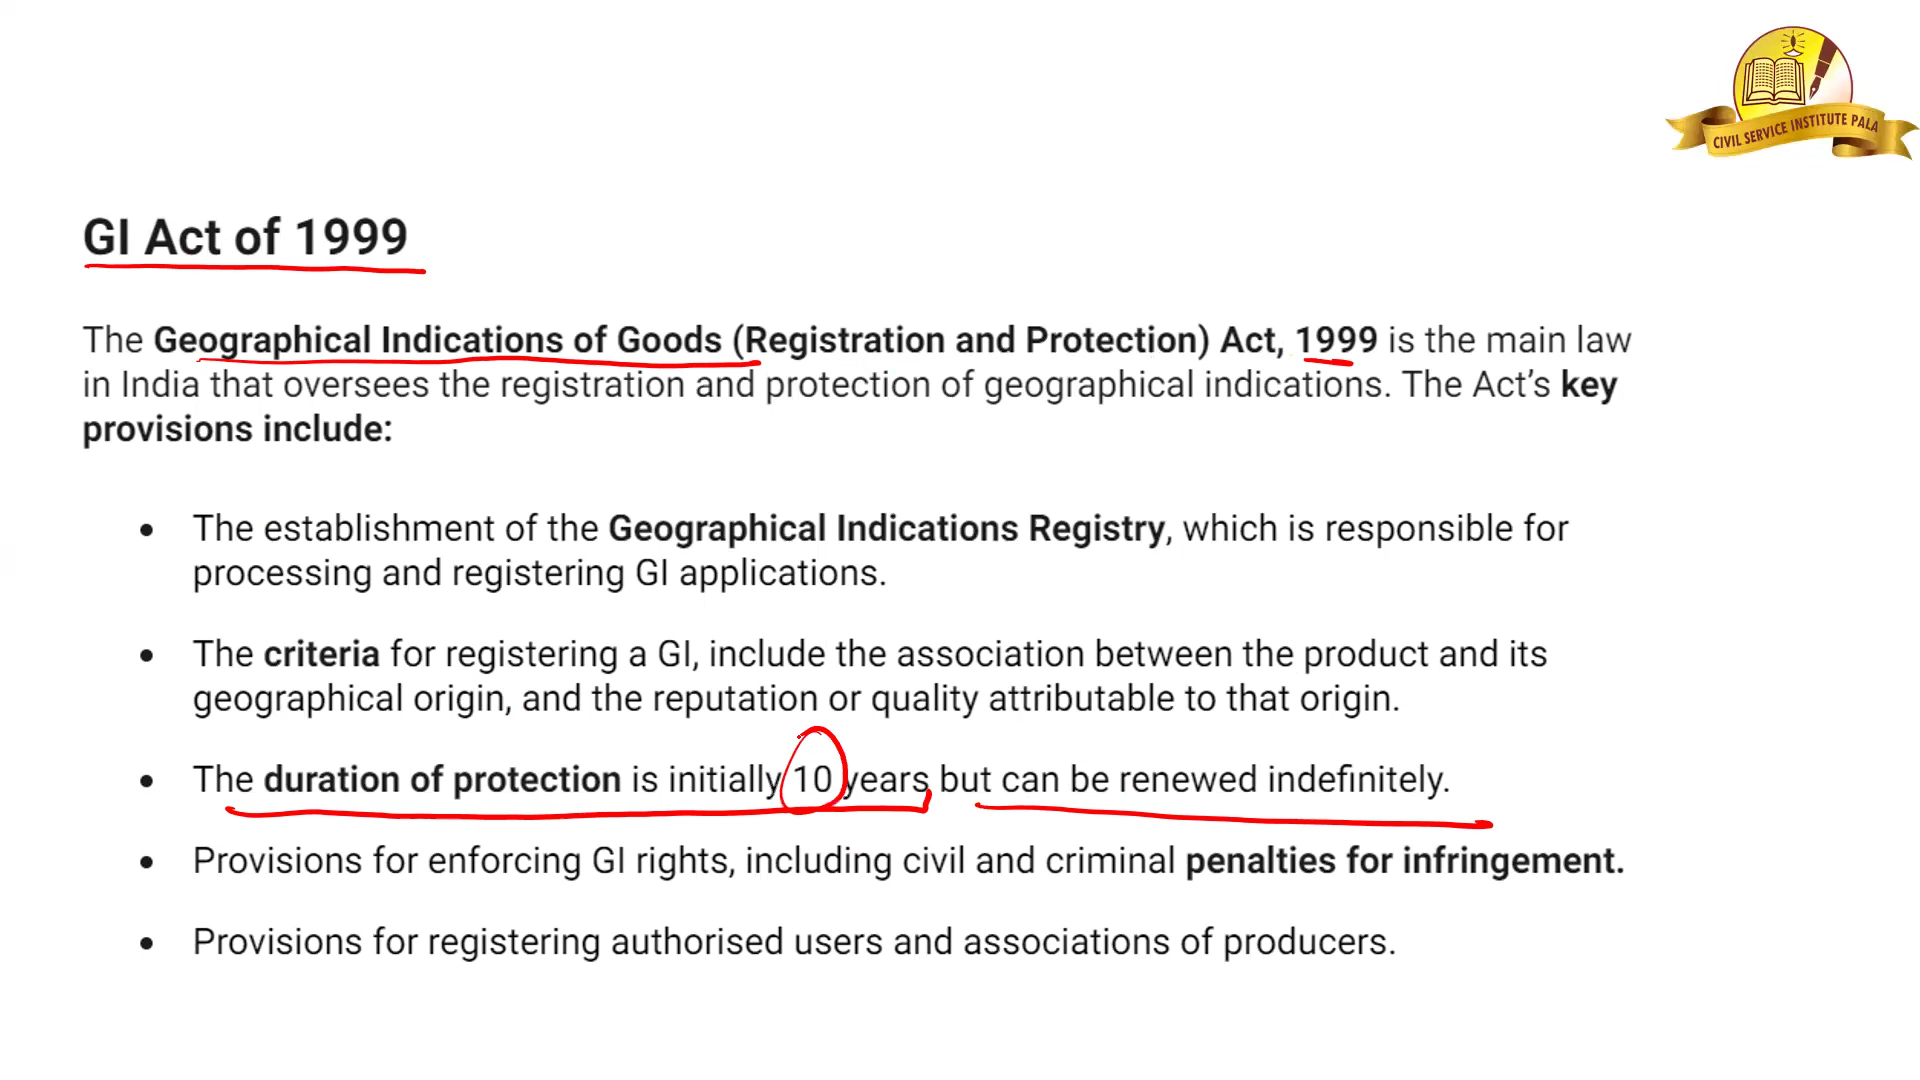 CIVIL SERVICE INSTITUTE PALA
GI Act of 1999
The Geographical Indications of Goods (Registration and Protection) Act, 1999 is the main law
in India that oversees the registration and protection of geographical indications. The Act’s key
provisions include:
• The establishment of the Geographical Indications Registry, which is responsible for
processing and registering GI applications.
• The criteria for registering a GI, include the association between the product and its
geographical origin, and the reputation or quality attributable to that origin.
• The duration of protection is initially 10 years, but can be renewed indefinitely.
• Provisions for enforcing GI rights, including civil and criminal penalties for infringement.
• Provisions for registering authorised users and associations of producers.